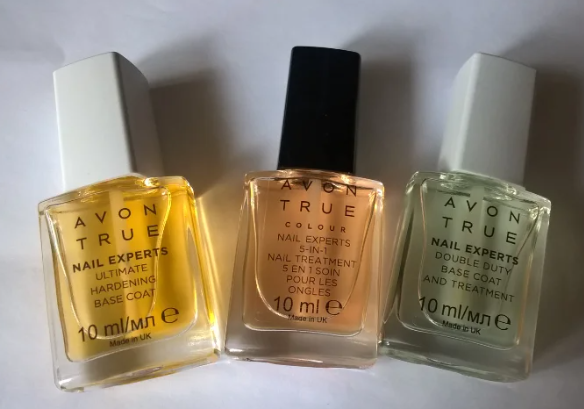 AVON
TRUE
NAIL EXPERTS
ULTIMATE
HARDENING
BASE COAT
10 ml/мл ℮
Made in UK
AVON
TRUE
COLOUR
NAIL EXPERTS
5-IN-1
NAIL TREATMENT
5 EN 1 SOIN
POUR LES
ONGLES
10 ml ℮
Made in UK
AVON
TRUE
NAIL EXPERTS
DOUBLE DUTY
BASE COAT
AND TREATMENT
10 ml/мл ℮
Made in UK